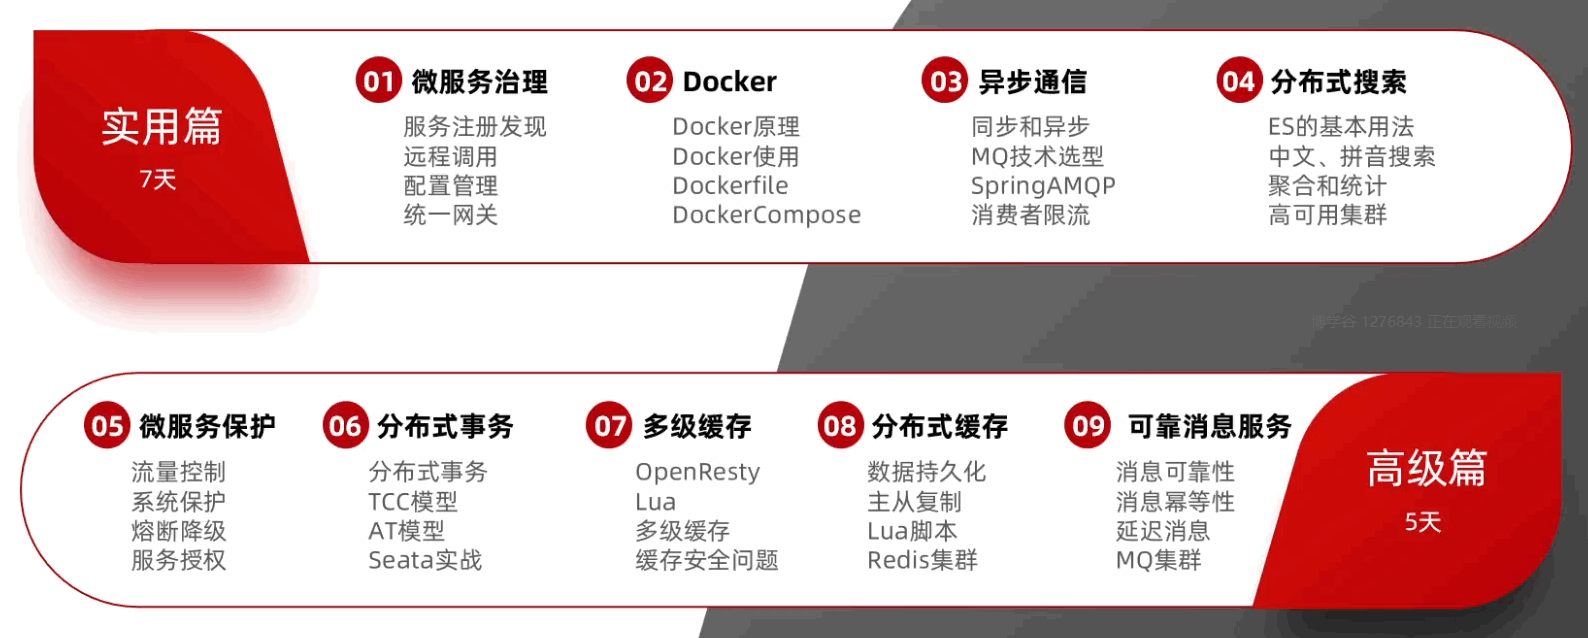 实用篇
7天
01 微服务治理
服务注册发现
远程调用
配置管理
统一网关
02 Docker
Docker原理
Docker使用
Dockerfile
DockerCompose
03 异步通信
同步和异步
MQ技术选型
SpringAMQP
消费者限流
04 分布式搜索
ES的基本用法
中文、拼音搜索
聚合和统计
高可用集群
1276843 正在观看视频
05 微服务保护
流量控制
系统保护
熔断降级
服务授权
06 分布式事务
分布式事务
TCC模型
AT模型
Seata实战
07 多级缓存
OpenResty
Lua
多级缓存
缓存安全问题
08 分布式缓存
数据持久化
主从复制
Lua脚本
Redis集群
09 可靠消息服务
消息可靠性
消息幂等性
延迟消息
MQ集群
高级篇
5天